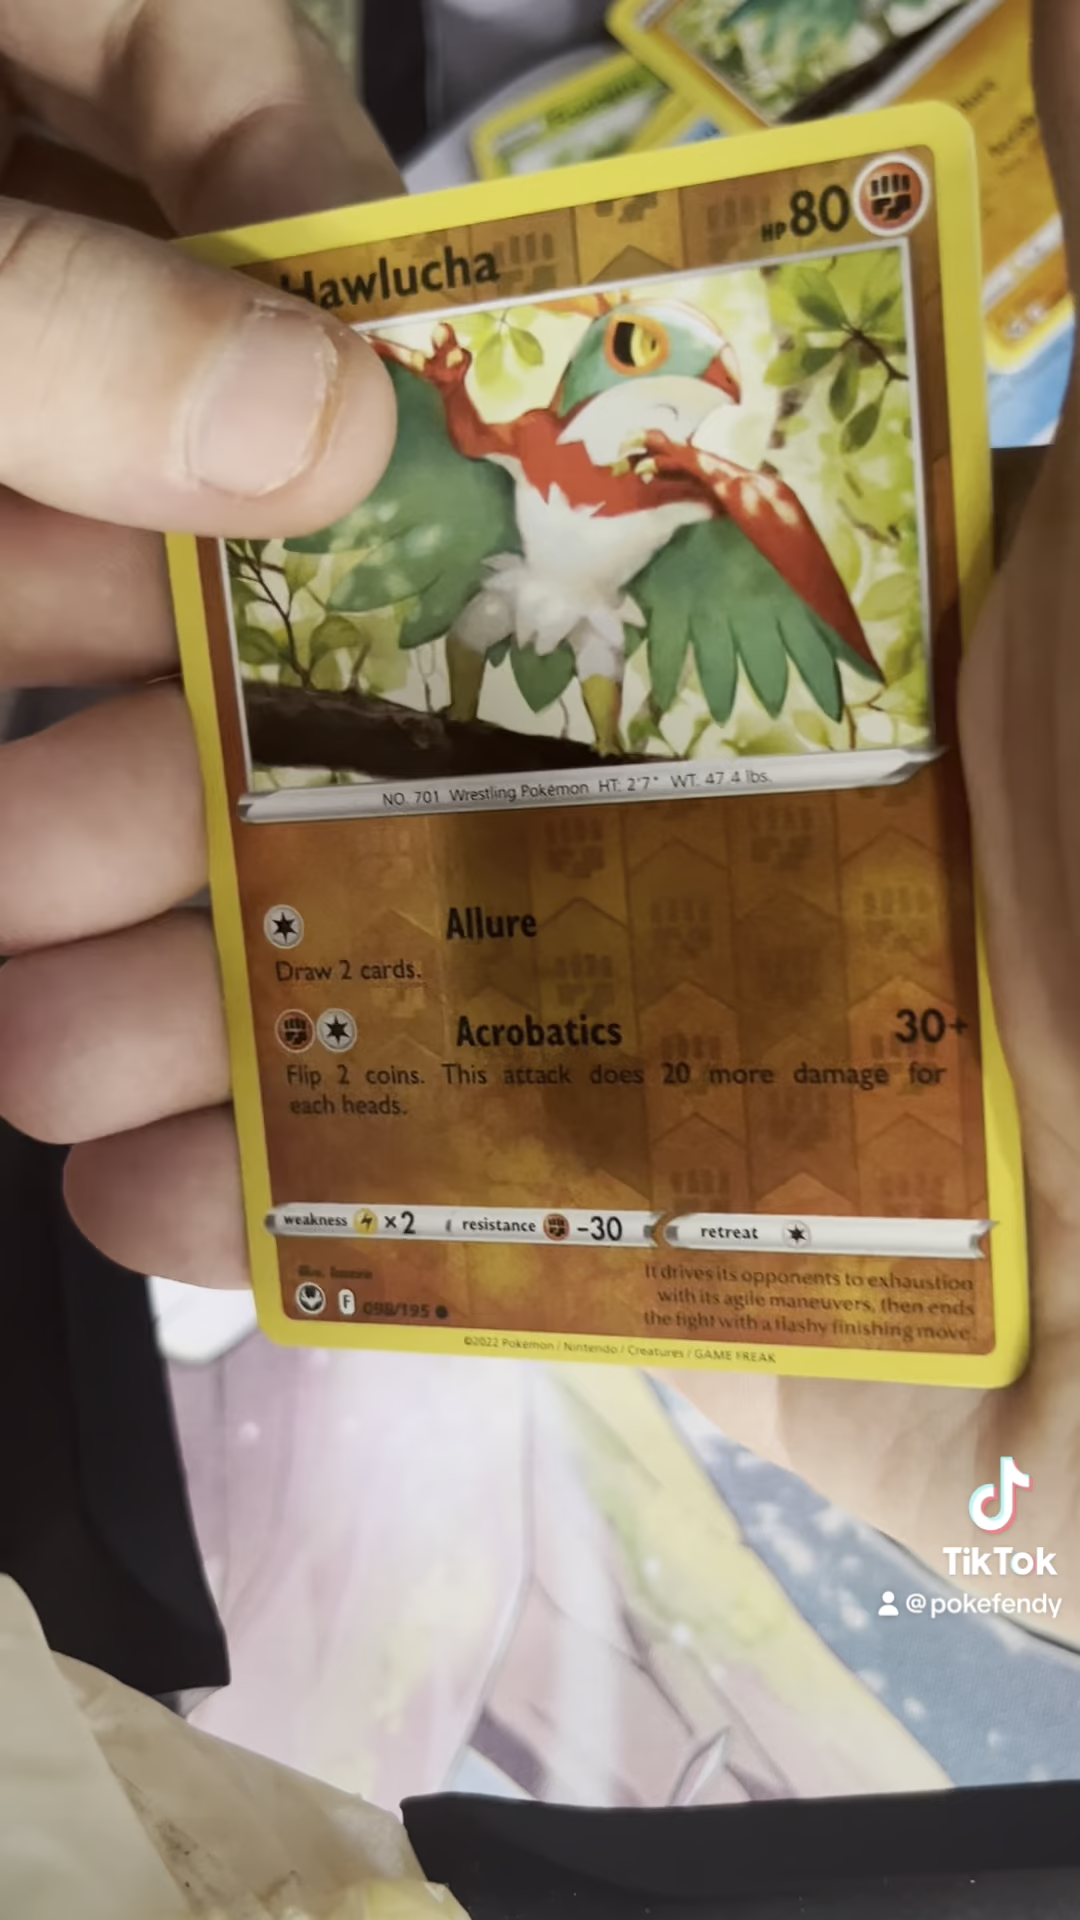 Hawlucha
HP 80
NO. 701 Wrestling Pokémon HT: 2'7" WT: 47.4 lbs.
Allure
Draw 2 cards.
Acrobatics 30+
Flip 2 coins. This attack does 20 more damage for
each heads.
weakness ×2 resistance -30 retreat
It drives its opponents to exhaustion
with its agile maneuvers, then ends
the fight with a flashy finishing move.
F 098/195
©2022 Pokémon / Nintendo / Creatures / GAME FREAK
TikTok
@pokefendy